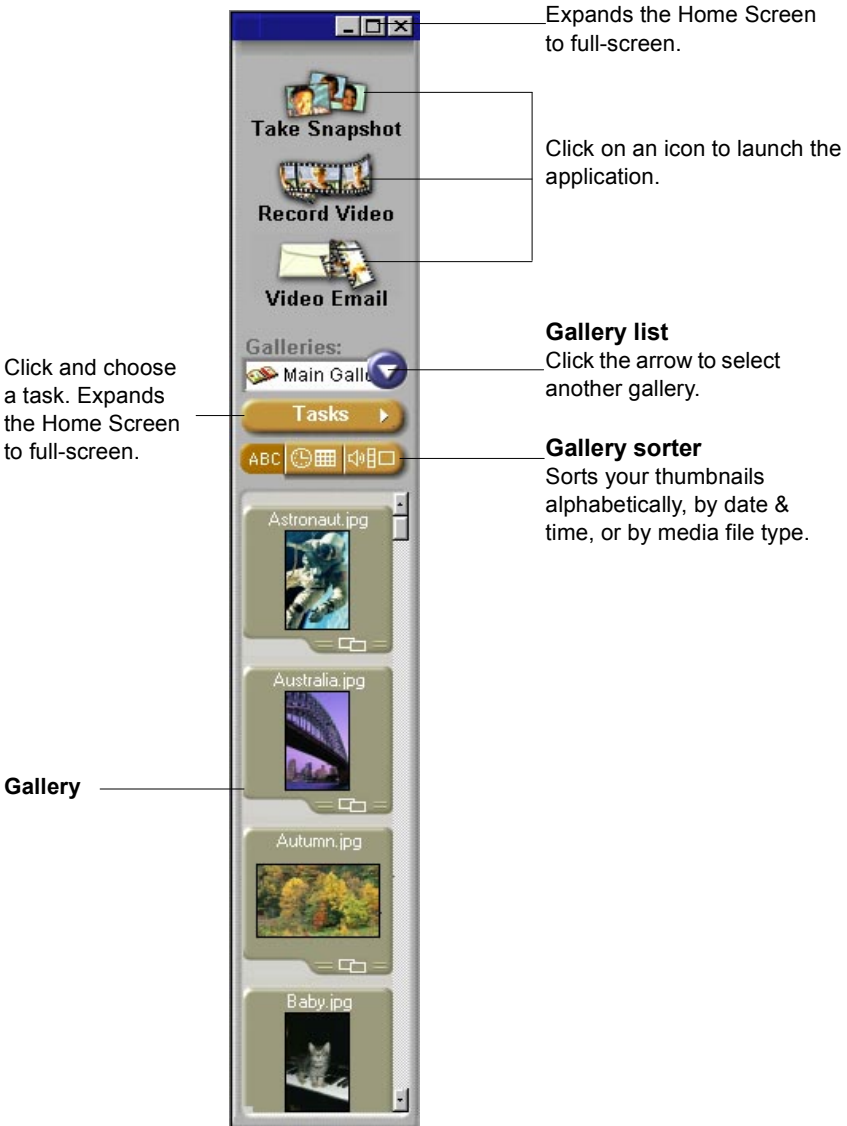 Expands the Home Screen
to full-screen.
Take Snapshot
Click on an icon to launch the
application.
Record Video
Video Email
Galleries:
Main Galle
Gallery list
Click the arrow to select
another gallery.
Click and choose
a task. Expands
the Home Screen
to full-screen.
Tasks
ABC
Gallery sorter
Sorts your thumbnails
alphabetically, by date &
time, or by media file type.
Astronaut.jpg
Australia.jpg
Gallery
Autumn.jpg
Baby.jpg